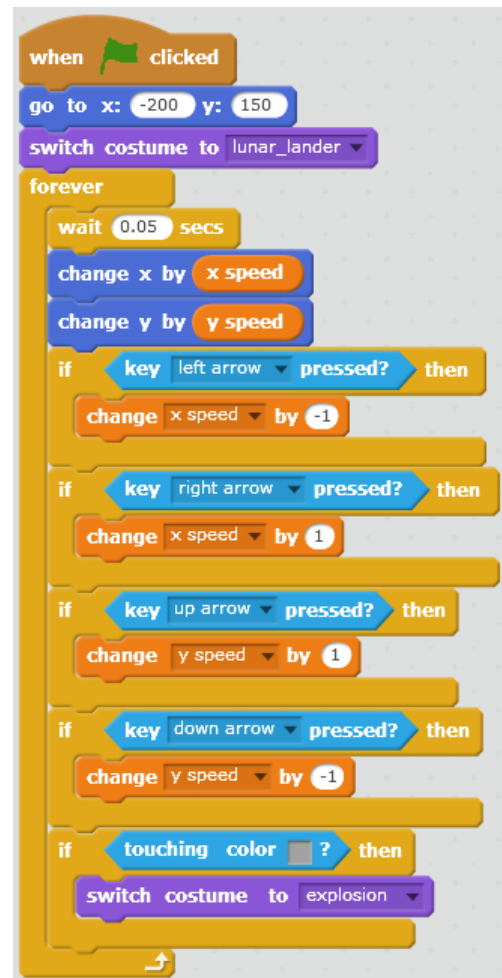 when clicked
go to x: -200 y: 150
switch costume to lunar_lander
forever
wait 0.05 secs
change x by x speed
change y by y speed
if key left arrow pressed? then
change x speed by -1
if key right arrow pressed? then
change x speed by 1
if key up arrow pressed? then
change y speed by 1
if key down arrow pressed? then
change y speed by -1
if touching color ? then
switch costume to explosion